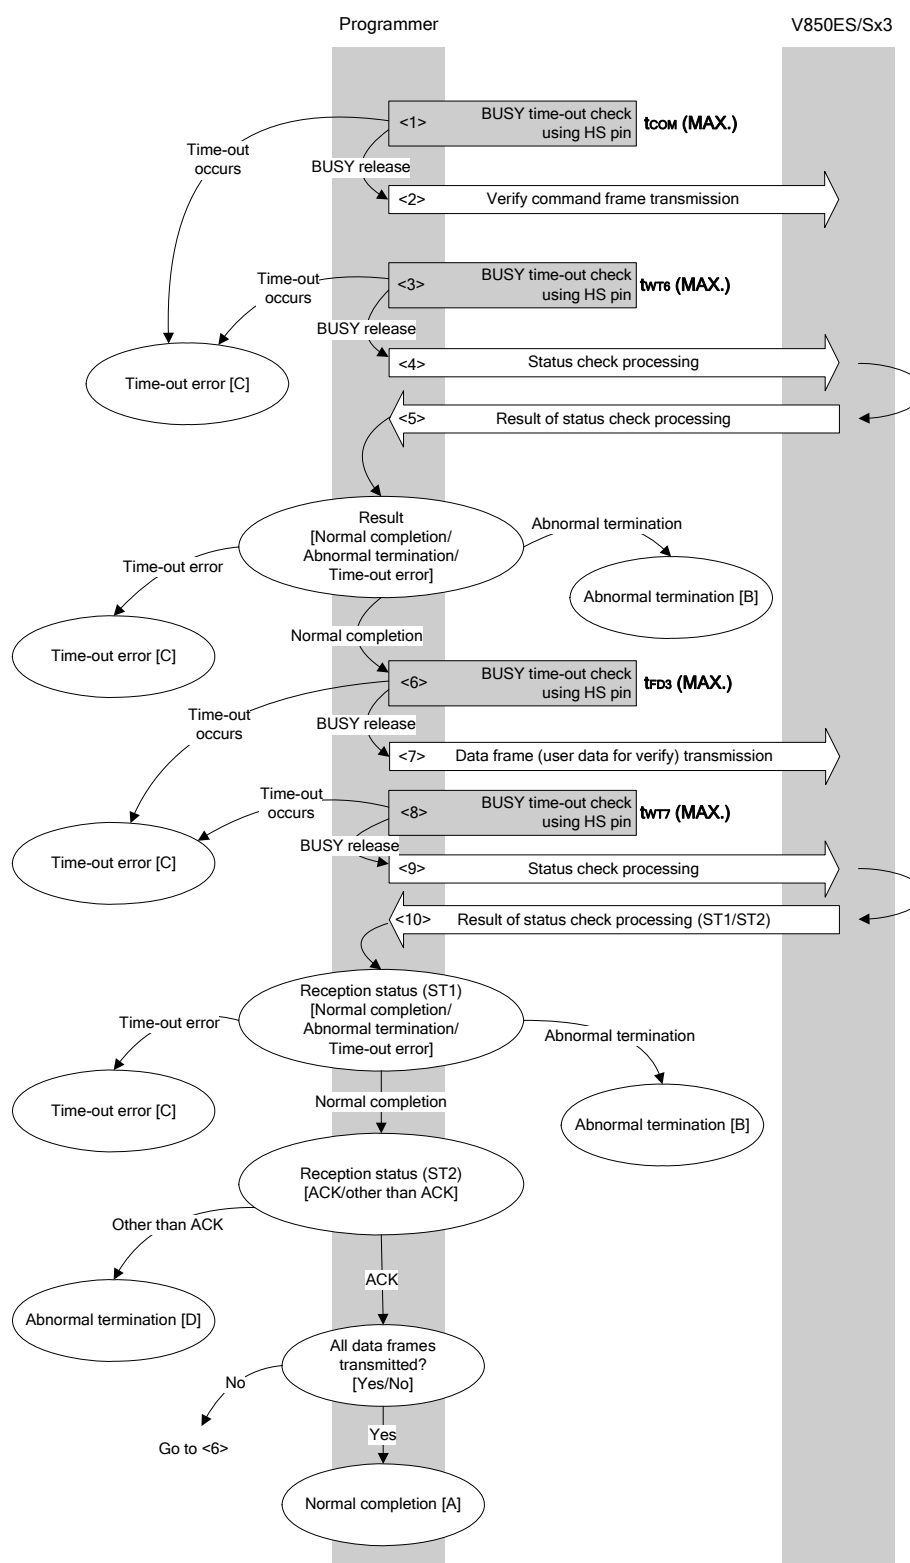 Programmer
V850ES/Sx3
<1>
BUSY time-out check
using HS pin
tCOM (MAX.)
Time-out
occurs
BUSY release
<2>
Verify command frame transmission
<3>
BUSY time-out check
using HS pin
tWT6 (MAX.)
Time-out
occurs
BUSY release
<4>
Status check processing
Time-out error [C]
<5>
Result of status check processing
Result
[Normal completion/
Abnormal termination/
Time-out error]
Abnormal termination
Time-out error
Abnormal termination [B]
Normal completion
Time-out error [C]
<6>
BUSY time-out check
using HS pin
tFD3 (MAX.)
Time-out
occurs
BUSY release
<7>
Data frame (user data for verify) transmission
<8>
BUSY time-out check
using HS pin
tWT7 (MAX.)
Time-out
occurs
BUSY release
Time-out error [C]
<9>
Status check processing
<10>
Result of status check processing (ST1/ST2)
Reception status (ST1)
[Normal completion/
Abnormal termination/
Time-out error]
Time-out error
Abnormal termination
Time-out error [C]
Normal completion
Abnormal termination [B]
Reception status (ST2)
[ACK/other than ACK]
Other than ACK
ACK
Abnormal termination [D]
All data frames
transmitted?
[Yes/No]
No
Yes
Go to <6>
Normal completion [A]